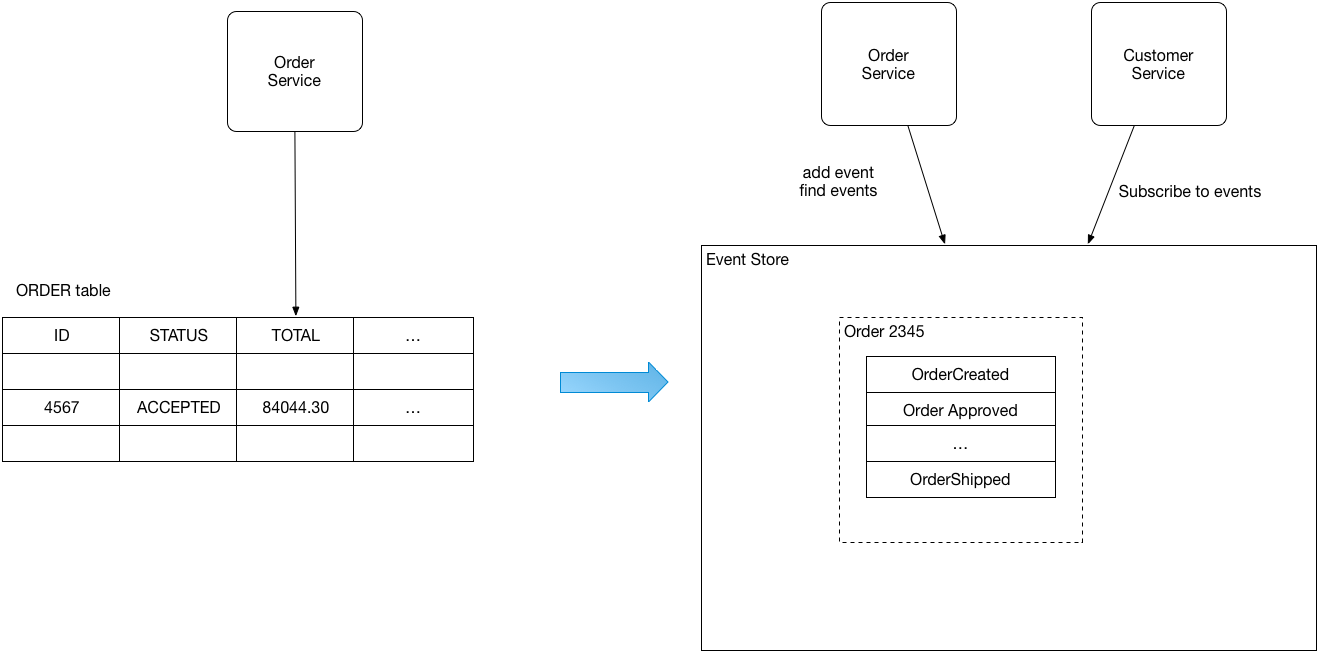 Order
Service
ORDER table
ID STATUS TOTAL ...
4567 ACCEPTED 84044.30 ...
Order
Service
Customer
Service
add event
find events
Subscribe to events
Event Store
Order 2345
OrderCreated
Order Approved
...
OrderShipped